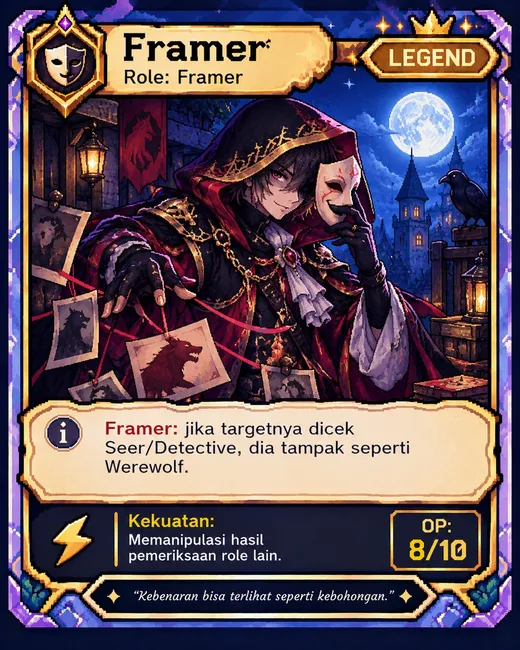 Framer
LEGEND
Role: Framer
Framer: jika targetnya dicek
Seer/Detective, dia tampak seperti
Werewolf.
Kekuatan:
Memanipulasi hasil
pemeriksaan role lain.
OP:
8/10
“Kebenaran bisa terlihat seperti kebohongan.”